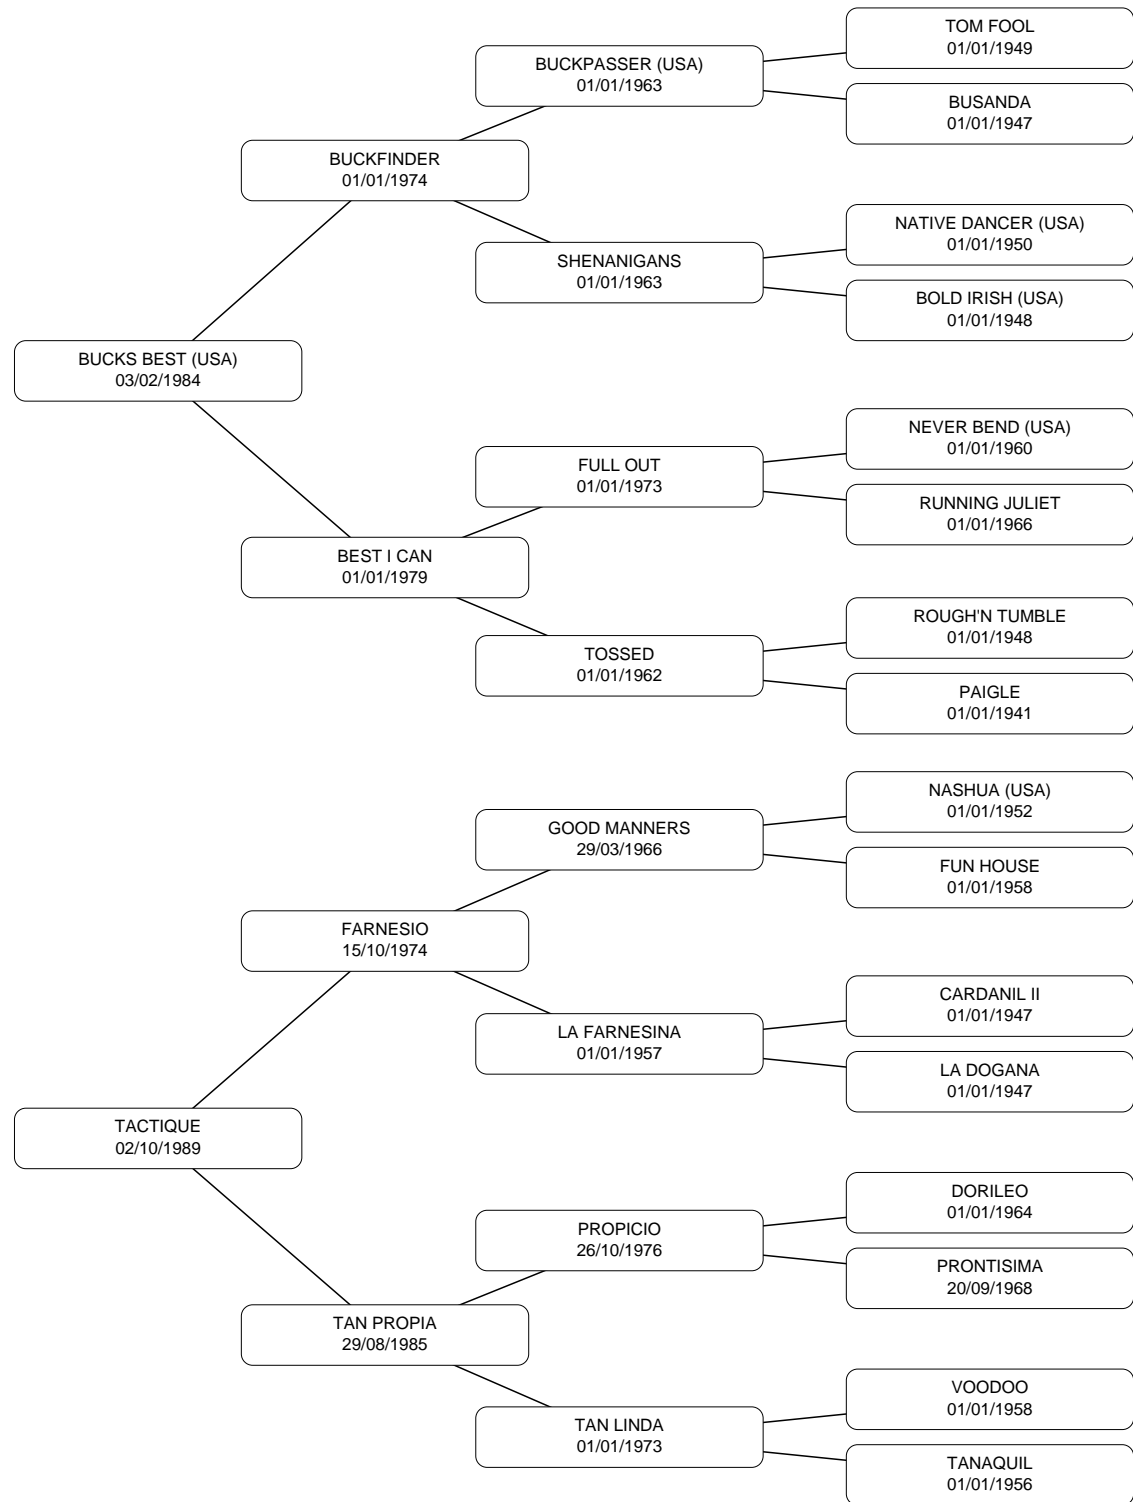 TOM FOOL
01/01/1949
BUCKPASSER (USA)
01/01/1963
BUSANDA
01/01/1947
BUCKFINDER
01/01/1974
NATIVE DANCER (USA)
01/01/1950
SHENANIGANS
01/01/1963
BOLD IRISH (USA)
01/01/1948
BUCKS BEST (USA)
03/02/1984
NEVER BEND (USA)
01/01/1960
FULL OUT
01/01/1973
RUNNING JULIET
01/01/1966
BEST I CAN
01/01/1979
ROUGH'N TUMBLE
01/01/1948
TOSSED
01/01/1962
PAIGLE
01/01/1941
NASHUA (USA)
01/01/1952
GOOD MANNERS
29/03/1966
FUN HOUSE
01/01/1958
FARNESIO
15/10/1974
CARDANIL II
01/01/1947
LA FARNESINA
01/01/1957
LA DOGANA
01/01/1947
TACTIQUE
02/10/1989
DORILEO
01/01/1964
PROPICIO
26/10/1976
PRONTISIMA
20/09/1968
TAN PROPIA
29/08/1985
VOODOO
01/01/1958
TAN LINDA
01/01/1973
TANAQUIL
01/01/1956